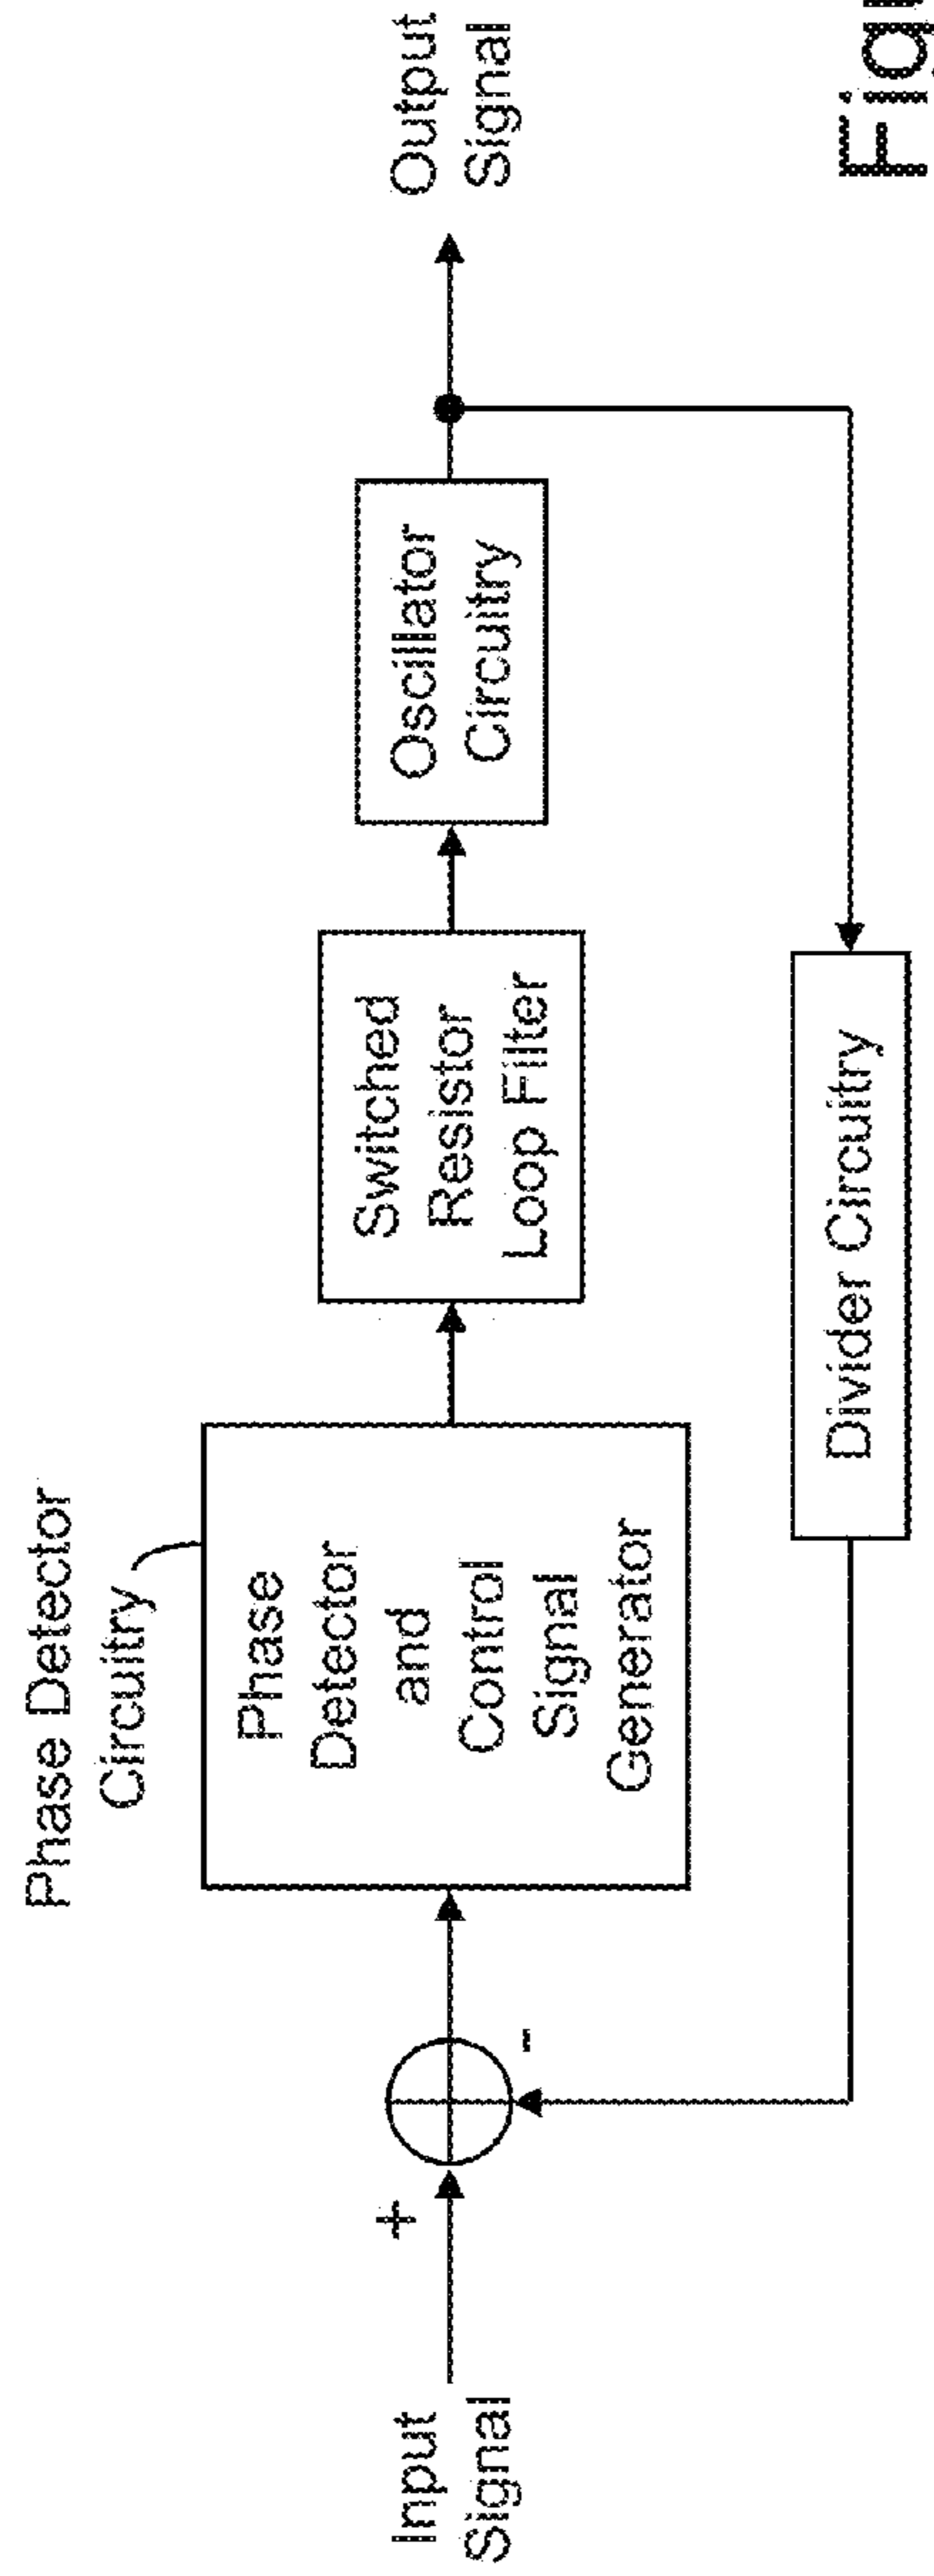 Phase Detector
Circuitry
Input
Signal
+
-
Phase
Detector
and
Control
Signal
Generator
Switched
Resistor
Loop Filter
Oscillator
Circuitry
Output
Signal
Divider Circuitry